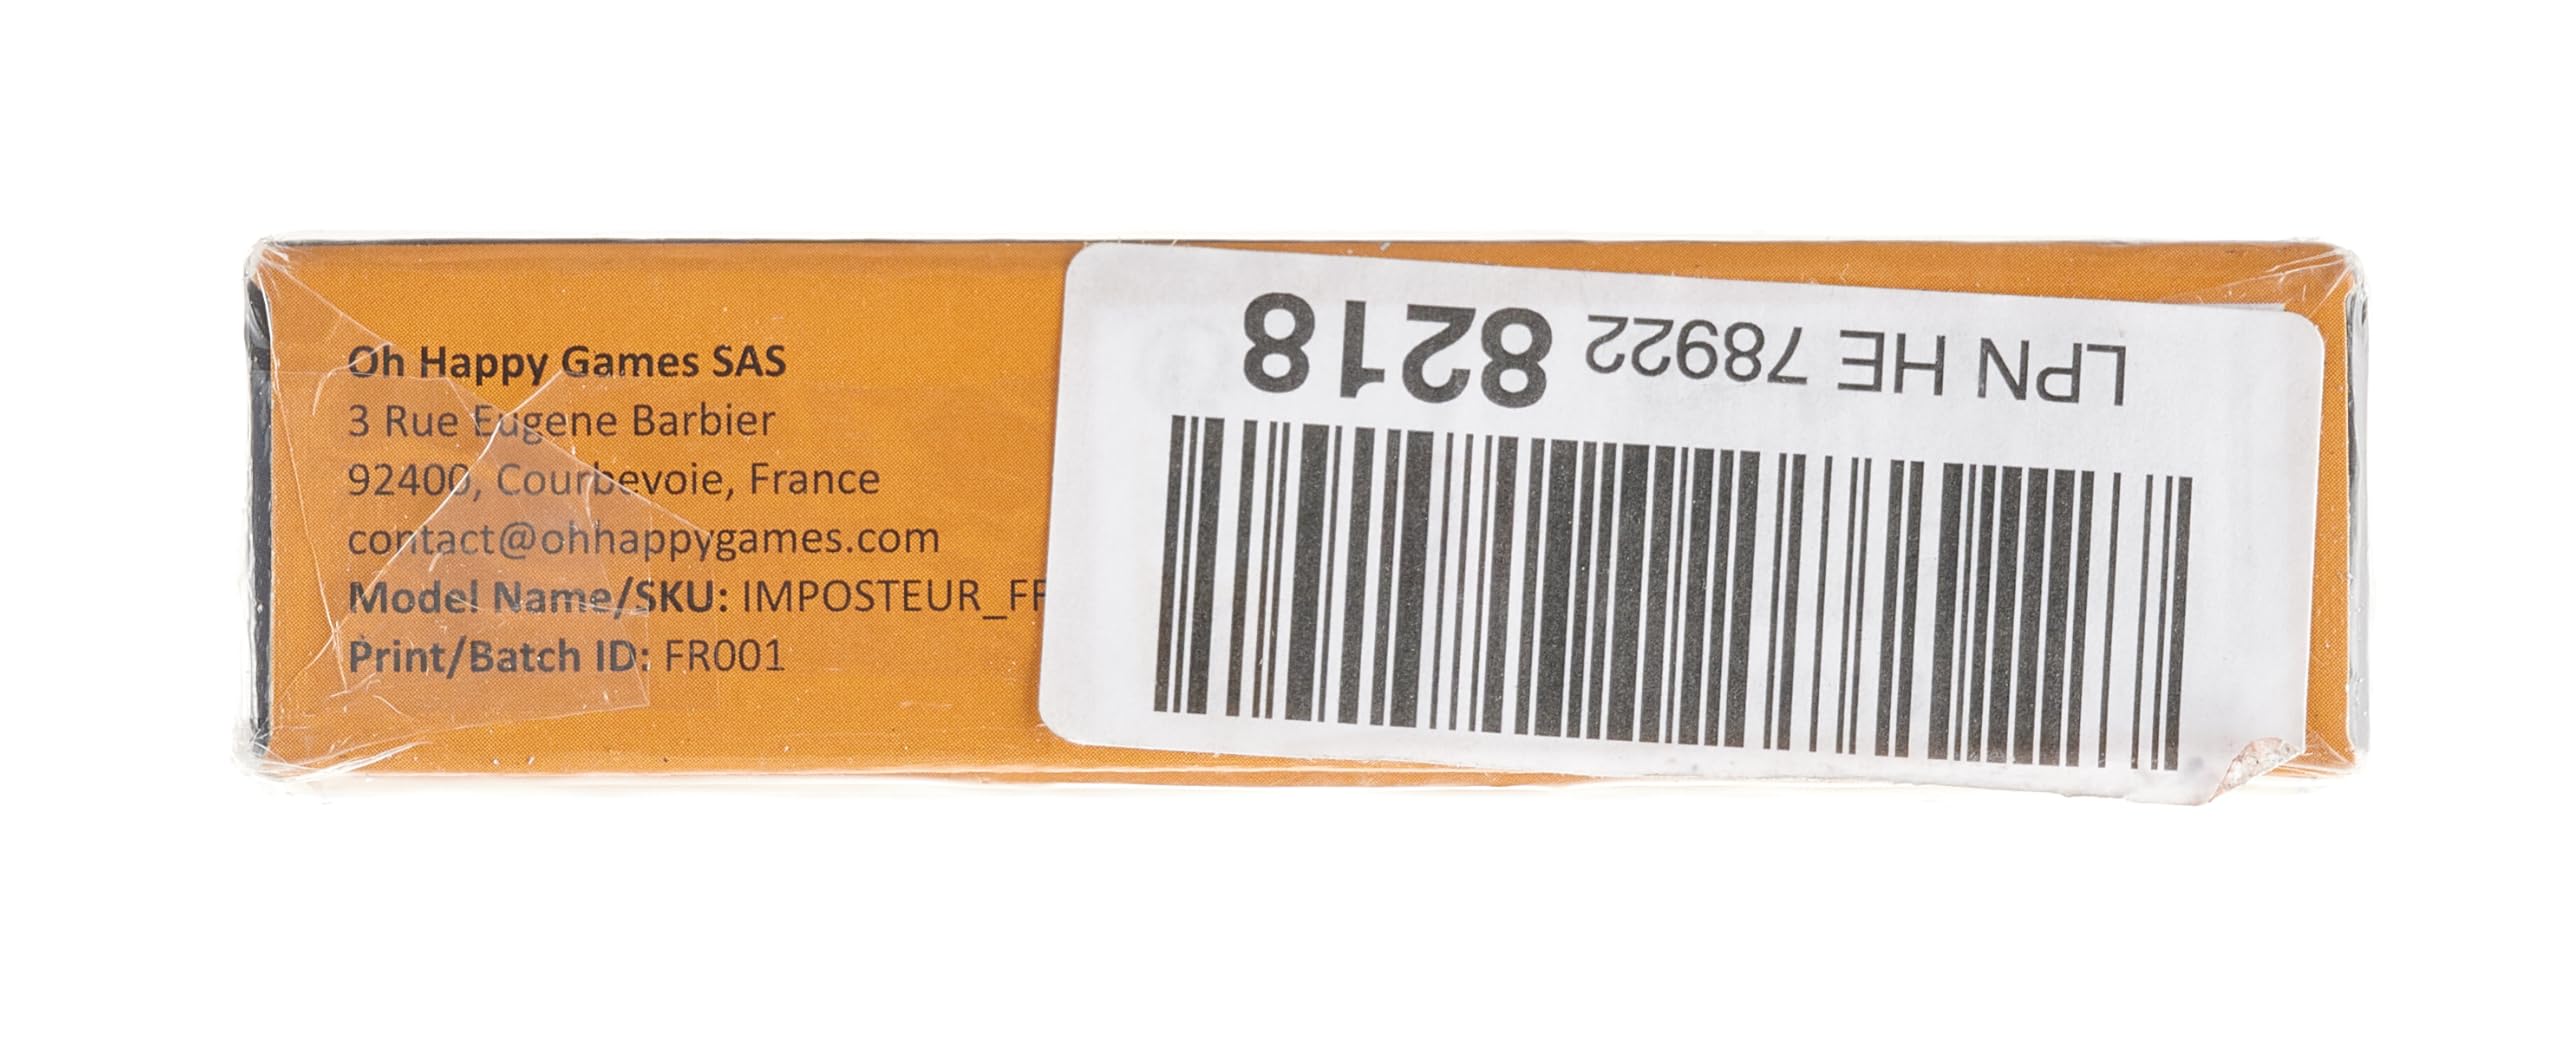 Oh Happy Games SAS
3 Rue Eugene Barbier
92400, Courbevoie, France
contact@ohhappygames.com
Model Name/SKU: IMPOSTEUR_FR
Print/Batch ID: FR001
LPN HE 78922 8218